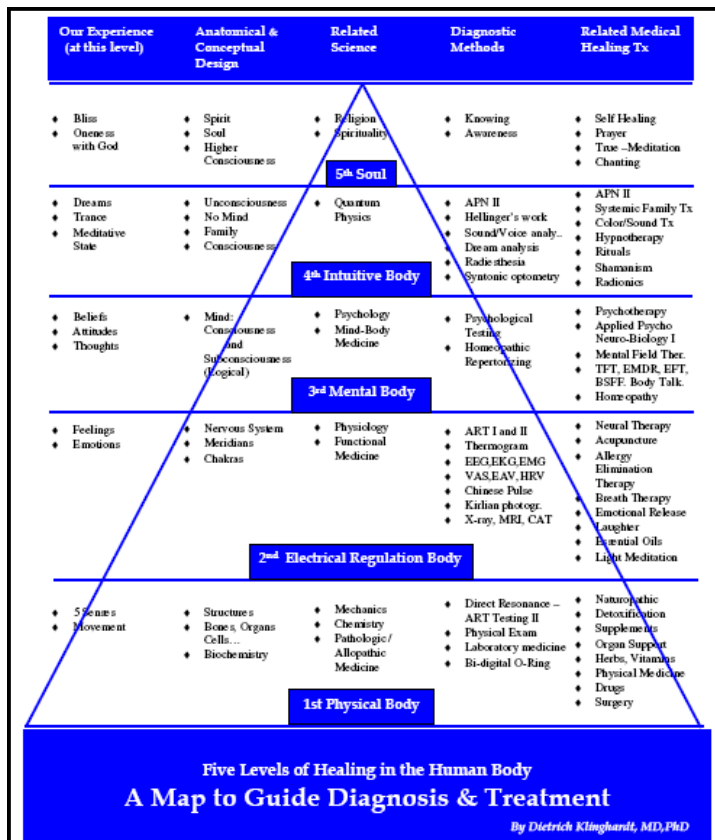 Our Experience
(at this level)
Anatomical &
Conceptual
Design
Related
Science
Diagnostic
Methods
Related Medical
Healing Tx
♦ Bliss
♦ Oneness
with God
♦ Spirit
♦ Soul
♦ Higher
Consciousness
♦ Religion
♦ Spirituality
♦ Knowing
♦ Awareness
♦ Self Healing
♦ Prayer
♦ True –Meditation
♦ Chanting
5th Soul
♦ Dreams
♦ Trance
♦ Meditative
State
♦ Unconsciousness
♦ No Mind
♦ Family
♦ Consciousness
♦ Quantum
Physics
♦ APN II
♦ Hellinger's work
♦ Sound/Voice analy..
♦ Dream analysis
♦ Radiesthesia
♦ Syntonic optometry
♦ APN II
♦ Systemic Family Tx
♦ Color/Sound Tx
♦ Hypnotherapy
♦ Rituals
♦ Shamanism
♦ Radionics
4th Intuitive Body
♦ Beliefs
♦ Attitudes
♦ Thoughts
♦ Mind:
Consciousness
and
Subconsciousness
(Logical)
♦ Psychology
♦ Mind-Body
Medicine
♦ Psychological
Testing
♦ Homeopathic
Repertorizing
♦ Psychotherapy
♦ Applied Psycho
Neuro-Biology I
♦ Mental Field Ther.
♦ TFT, EMDR, EFT,
BSFF. Body Talk.
♦ Homeopathy
3rd Mental Body
♦ Feelings
♦ Emotions
♦ Nervous System
♦ Meridians
♦ Chakras
♦ Physiology
♦ Functional
Medicine
♦ ART I and II
♦ Thermogram
♦ EEG,EKG,EMG
♦ VAS,EAV, HRV
♦ Chinese Pulse
♦ Kirlian photogr.
♦ X-ray, MRI, CAT
♦ Neural Therapy
♦ Acupuncture
♦ Allergy
Elimination
Therapy
♦ Breath Therapy
♦ Emotional Release
♦ Laughter
♦ Essential Oils
♦ Light Meditation
2nd Electrical Regulation Body
♦ 5 Senses
♦ Movement
♦ Structures
♦ Bones, Organs
Cells…
♦ Biochemistry
♦ Mechanics
♦ Chemistry
♦ Pathologic/
Allopathic
Medicine
♦ Direct Resonance –
ART Testing II
♦ Physical Exam
♦ Laboratory medicine
♦ Bi-digital O-Ring
♦ Naturopathic
♦ Detoxification
♦ Supplements
♦ Organ Support
♦ Herbs, Vitamins
♦ Physical Medicine
♦ Drugs
♦ Surgery
1st Physical Body
Five Levels of Healing in the Human Body
A Map to Guide Diagnosis & Treatment
By Dietrich Klinghardt, MD,PhD